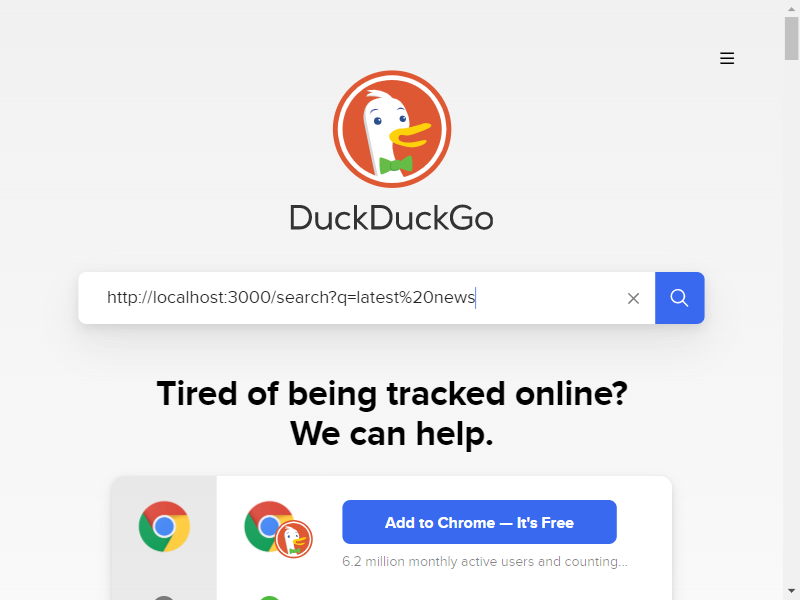 DuckDuckGo
http://localhost:3000/search?q=latest%20news
Tired of being tracked online?
We can help.
Add to Chrome — It's Free
6.2 million monthly active users and counting...